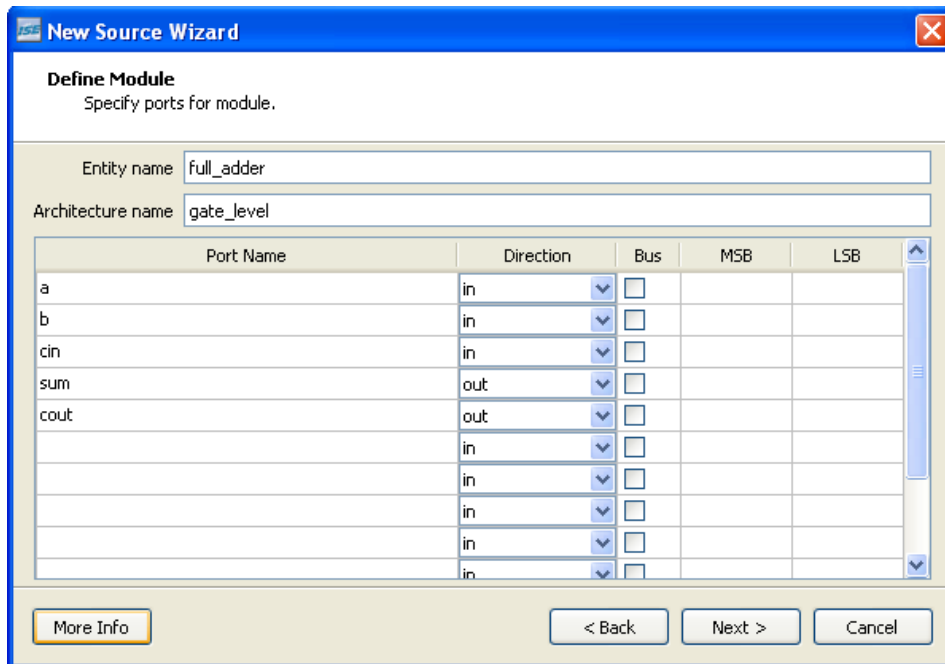 ISE New Source Wizard
Define Module
Specify ports for module.
Entity name full_adder
Architecture name gate_level
Port Name Direction Bus MSB LSB
a in
b in
cin in
sum out
cout out
in
in
in
in
in
More Info < Back Next > Cancel